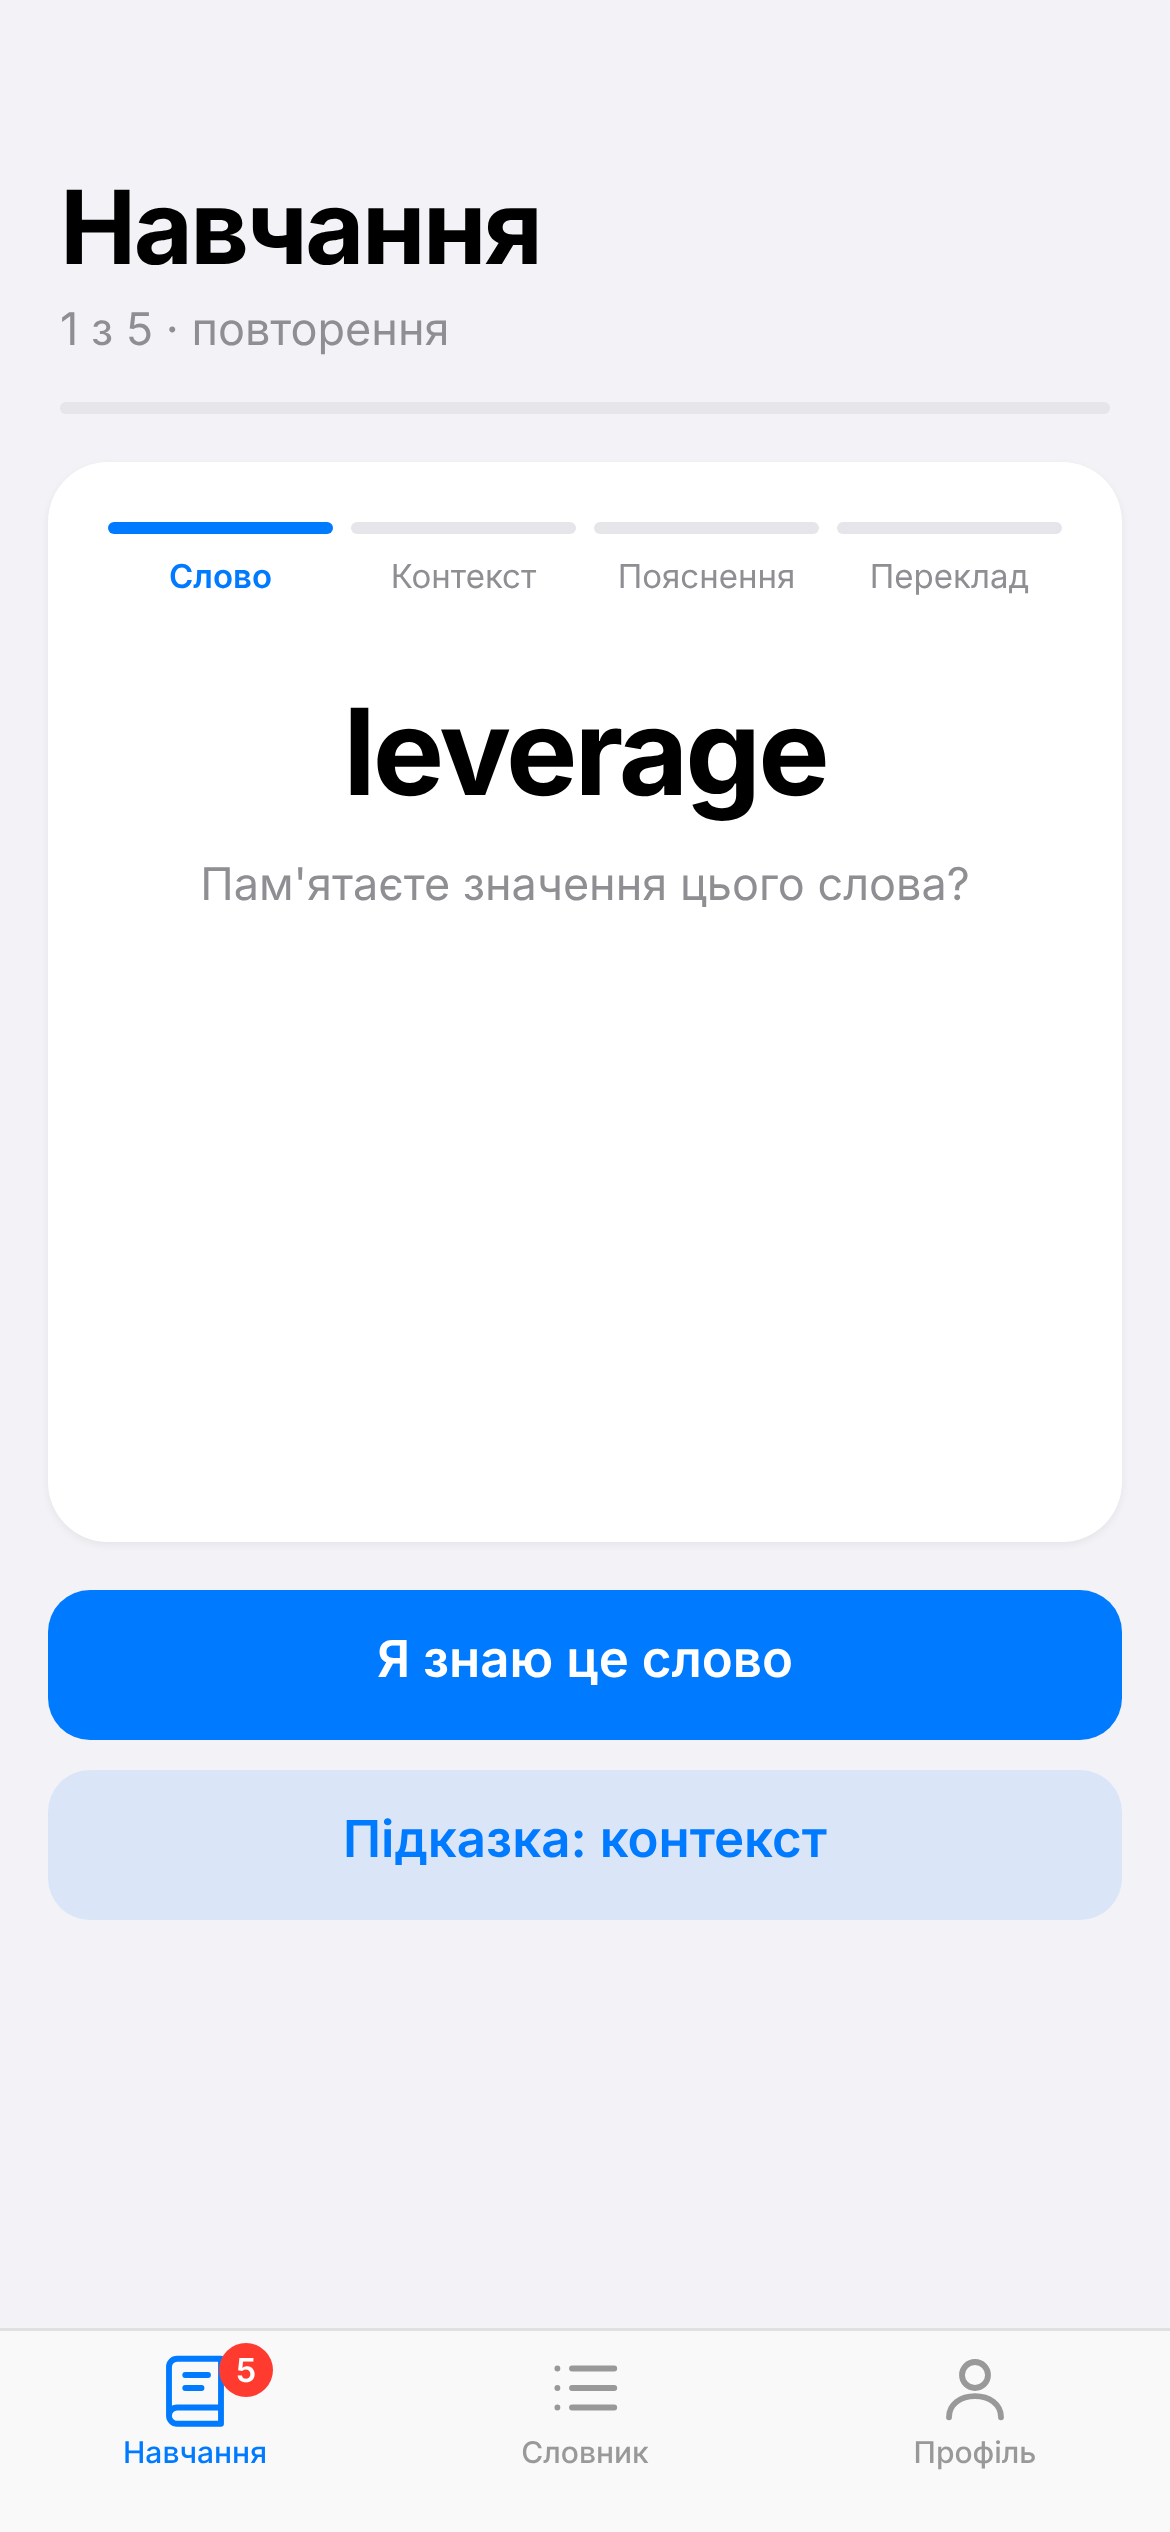 Навчання
1 з 5 · повторення
Слово
Контекст
Пояснення
Переклад
leverage
Пам'ятаєте значення цього слова?
Я знаю це слово
Підказка: контекст
5
Навчання
Словник
Профіль